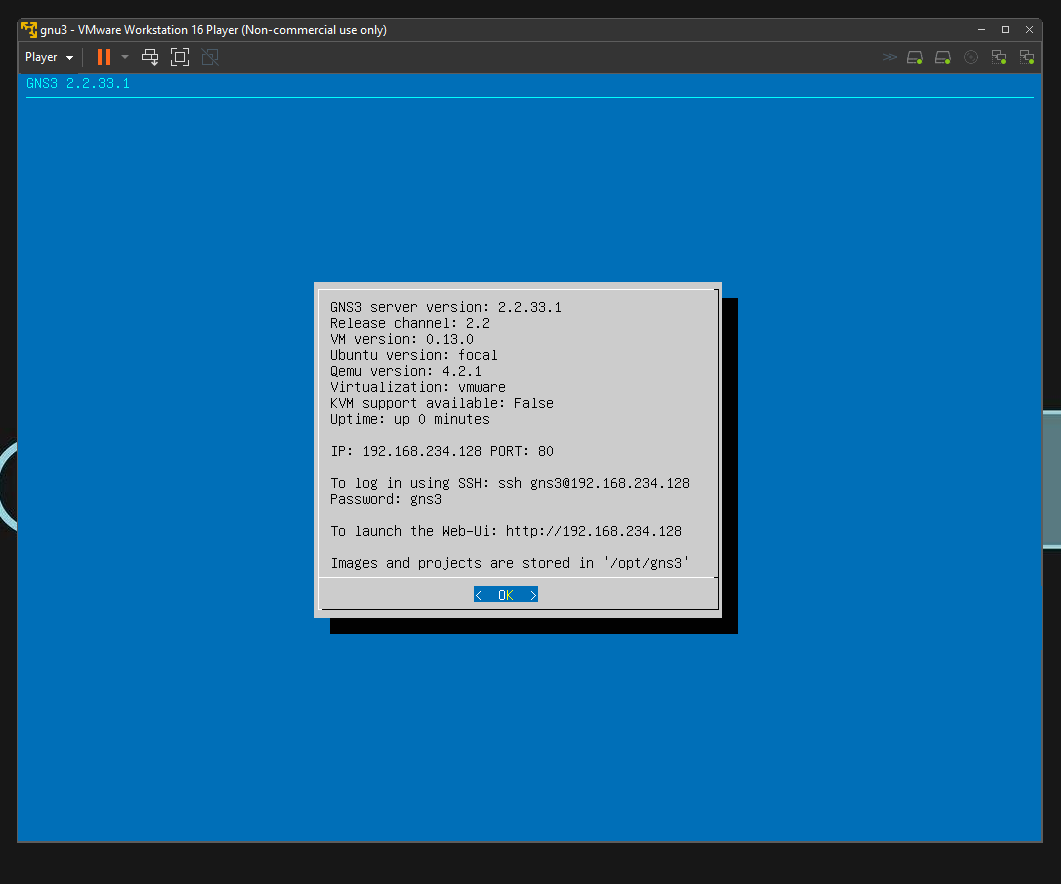 gnu3 - VMware Workstation 16 Player (Non-commercial use only)
Player
GNS3 2.2.33.1
GNS3 server version: 2.2.33.1
Release channel: 2.2
VM version: 0.13.0
Ubuntu version: focal
Qemu version: 4.2.1
Virtualization: vmware
KVM support available: False
Uptime: up 0 minutes
IP: 192.168.234.128 PORT: 80
To log in using SSH: ssh gns3@192.168.234.128
Password: gns3
To launch the Web-Ui: http://192.168.234.128
Images and projects are stored in '/opt/gns3'
< OK >